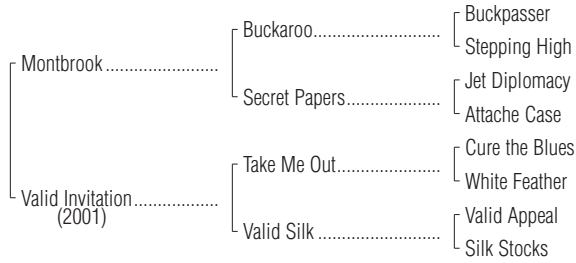 Buckpasser
Buckaroo........................................
Stepping High
Montbrook ....................................
Jet Diplomacy
Secret Papers..............................
Attache Case
Cure the Blues
Take Me Out.................................
White Feather
Valid Invitation...........................
(2001)
Valid Appeal
Valid Silk .......................................
Silk Stocks